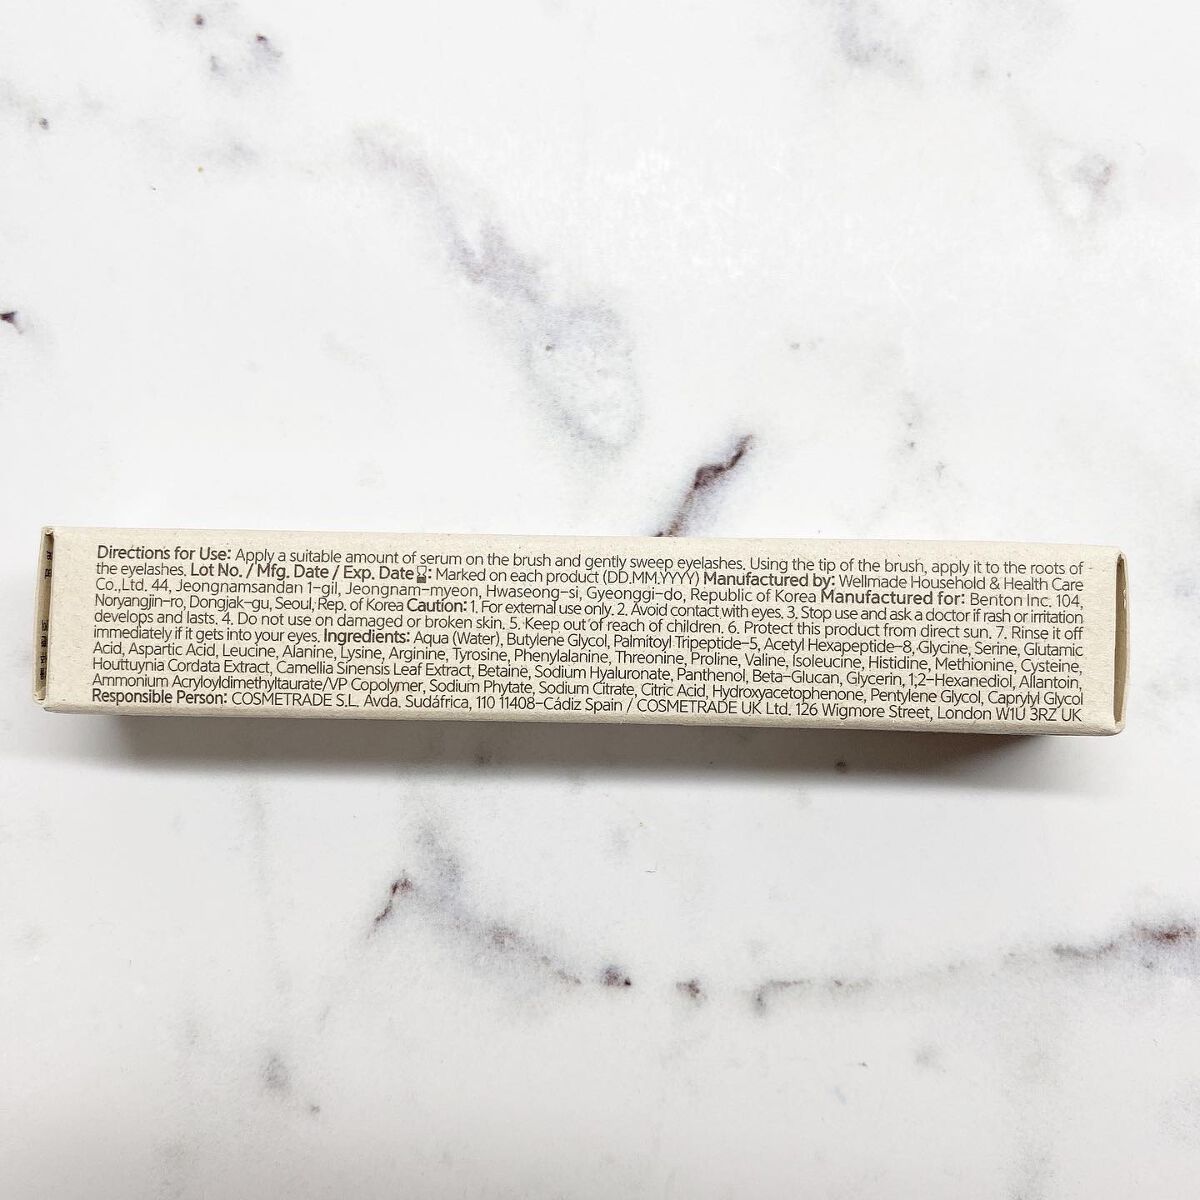 Directions for Use: Apply a suitable amount of serum on the brush and gently sweep eyelashes. Using the tip of the brush, apply it to the roots of
the eyelashes. Lot No. / Mfg. Date / Exp. Date⌛: Marked on each product (DD.MM.YYYY) Manufactured by: Wellmade Household & Health Care
Co.,Ltd. 44, Jeongnamsandan 1-gil, Jeongnam-myeon, Hwaseong-si, Gyeonggi-do, Republic of Korea Manufactured for: Benton Inc. 104,
Noryangjin-ro, Dongjak-gu, Seoul, Rep. of Korea Caution: 1. For external use only. 2. Avoid contact with eyes. 3. Stop use and ask a doctor if rash or irritation
develops and lasts. 4. Do not use on damaged or broken skin. 5. Keep out of reach of children. 6. Protect this product from direct sun. 7. Rinse it off
immediately if it gets into your eyes. Ingredients: Aqua (Water), Butylene Glycol, Palmitoyl Tripeptide-5, Acetyl Hexapeptide-8, Glycine, Serine, Glutamic
Acid, Aspartic Acid, Leucine, Alanine, Lysine, Arginine, Tyrosine, Phenylalanine, Threonine, Proline, Valine, Isoleucine, Histidine, Methionine, Cysteine,
Houttuynia Cordata Extract, Camellia Sinensis Leaf Extract, Betaine, Sodium Hyaluronate, Panthenol, Beta-Glucan, Glycerin, 1,2-Hexanediol, Allantoin,
Ammonium Acryloyldimethyltaurate/VP Copolymer, Sodium Phytate, Sodium Citrate, Citric Acid, Hydroxyacetophenone, Pentylene Glycol, Caprylyl Glycol
Responsible Person: COSMETRADE S.L. Avda. Sudáfrica, 110 11408-Cádiz Spain / COSMETRADE UK Ltd. 126 Wigmore Street, London W1U 3RZ UK